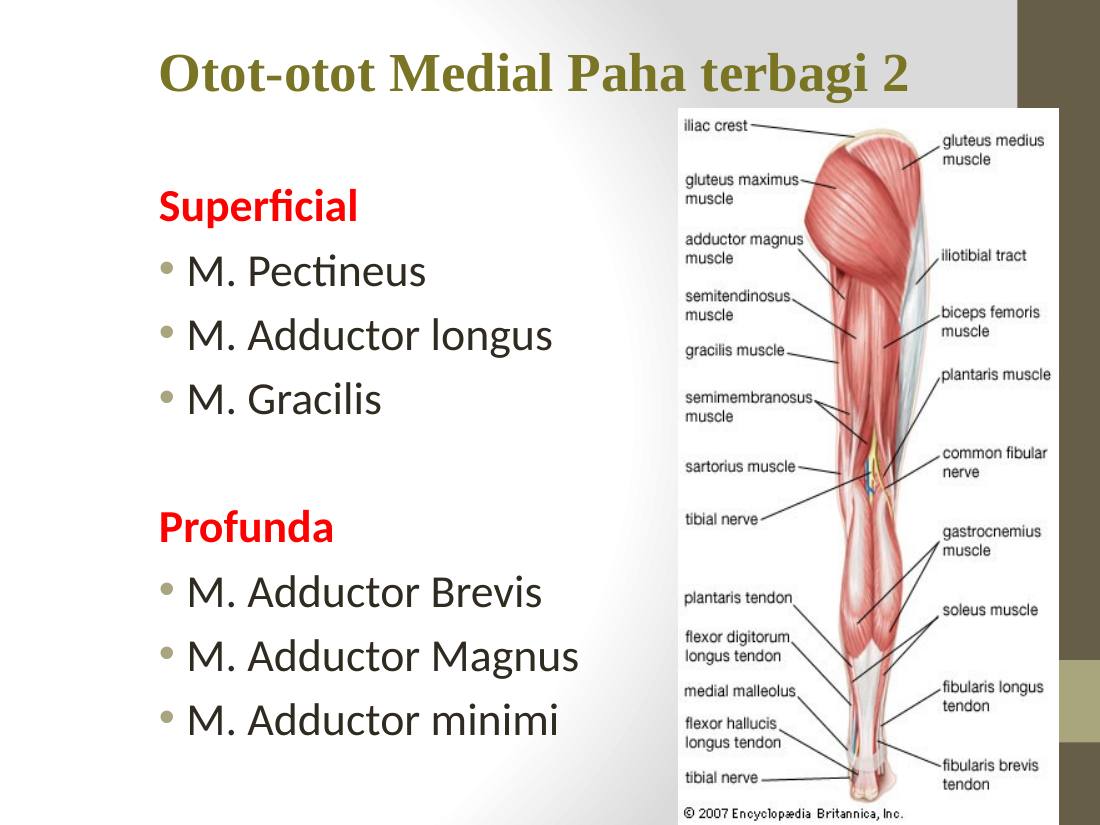 Otot-otot Medial Paha terbagi 2
Superficial
• M. Pectineus
• M. Adductor longus
• M. Gracilis
Profunda
• M. Adductor Brevis
• M. Adductor Magnus
• M. Adductor minimi
iliac crest
gluteus maximus
muscle
adductor magnus
muscle
semitendinosus
muscle
gracilis muscle
semimembranosus
muscle
sartorius muscle
tibial nerve
plantaris tendon
flexor digitorum
longus tendon
medial malleolus
flexor hallucis
longus tendon
tibial nerve
gluteus medius
muscle
iliotibial tract
biceps femoris
muscle
plantaris muscle
common fibular
nerve
gastrocnemius
muscle
soleus muscle
fibularis longus
tendon
fibularis brevis
tendon
© 2007 Encyclopædia Britannica, Inc.